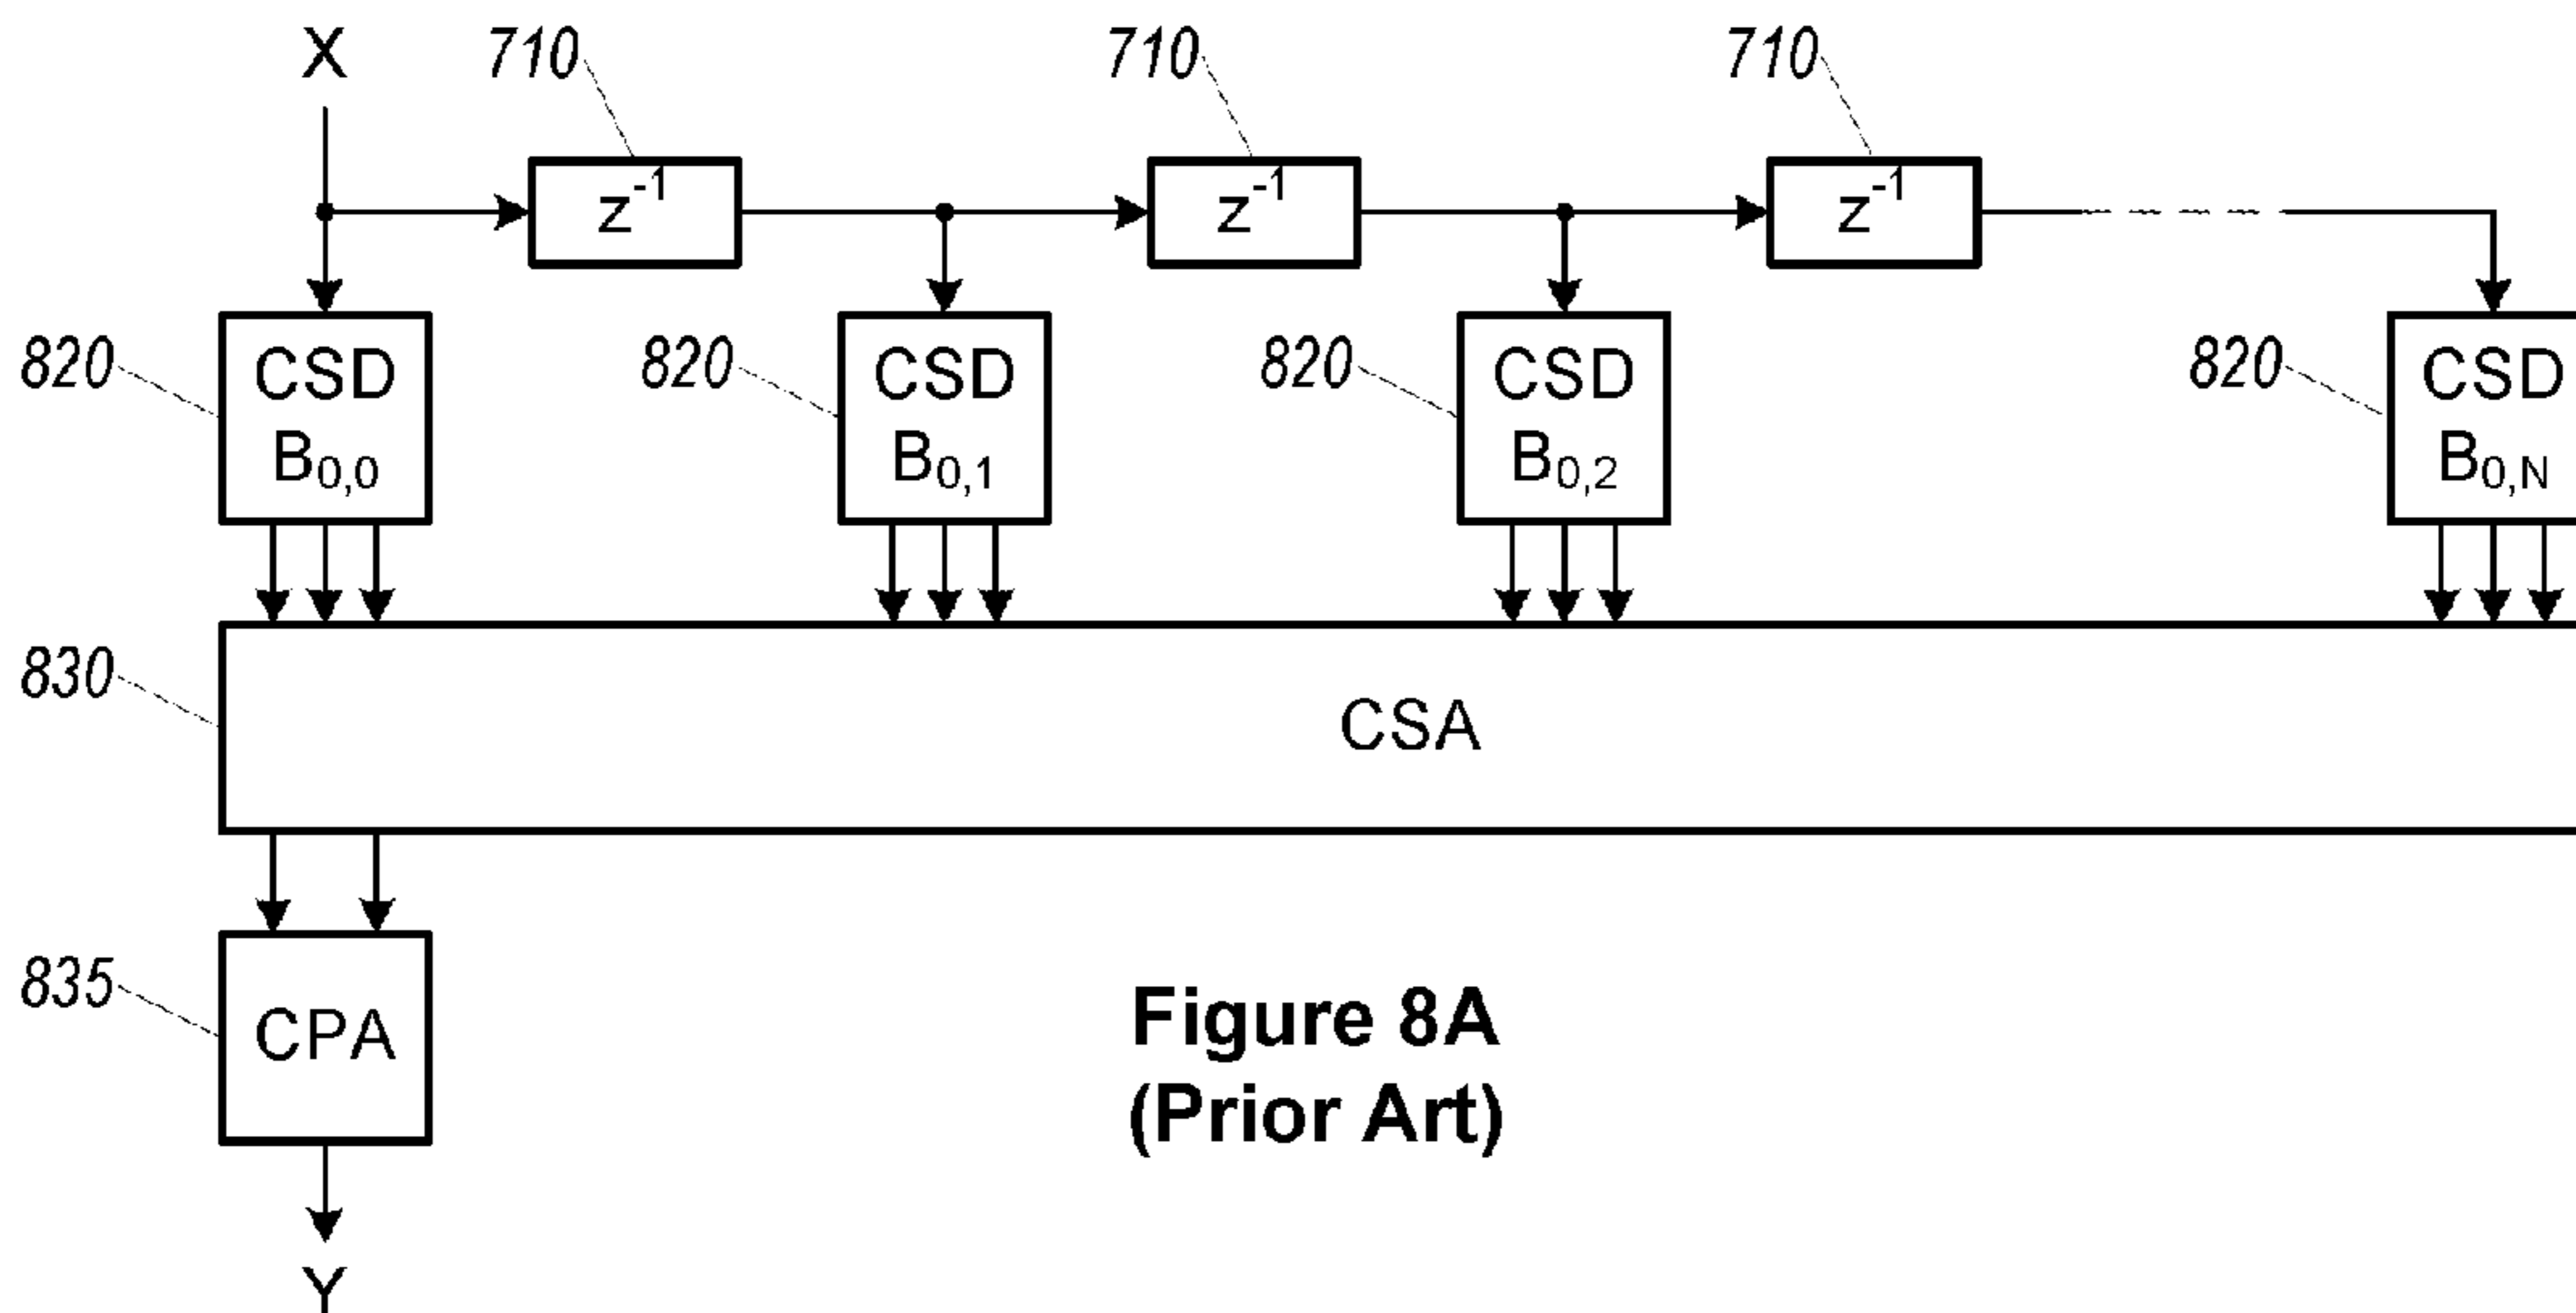 X 710 710 710
z⁻¹ z⁻¹ z⁻¹
820 CSD B₀,₀ 820 CSD B₀,₁ 820 CSD B₀,₂ 820 CSD B₀,N
830 CSA
835 CPA
Y
Figure 8A
(Prior Art)